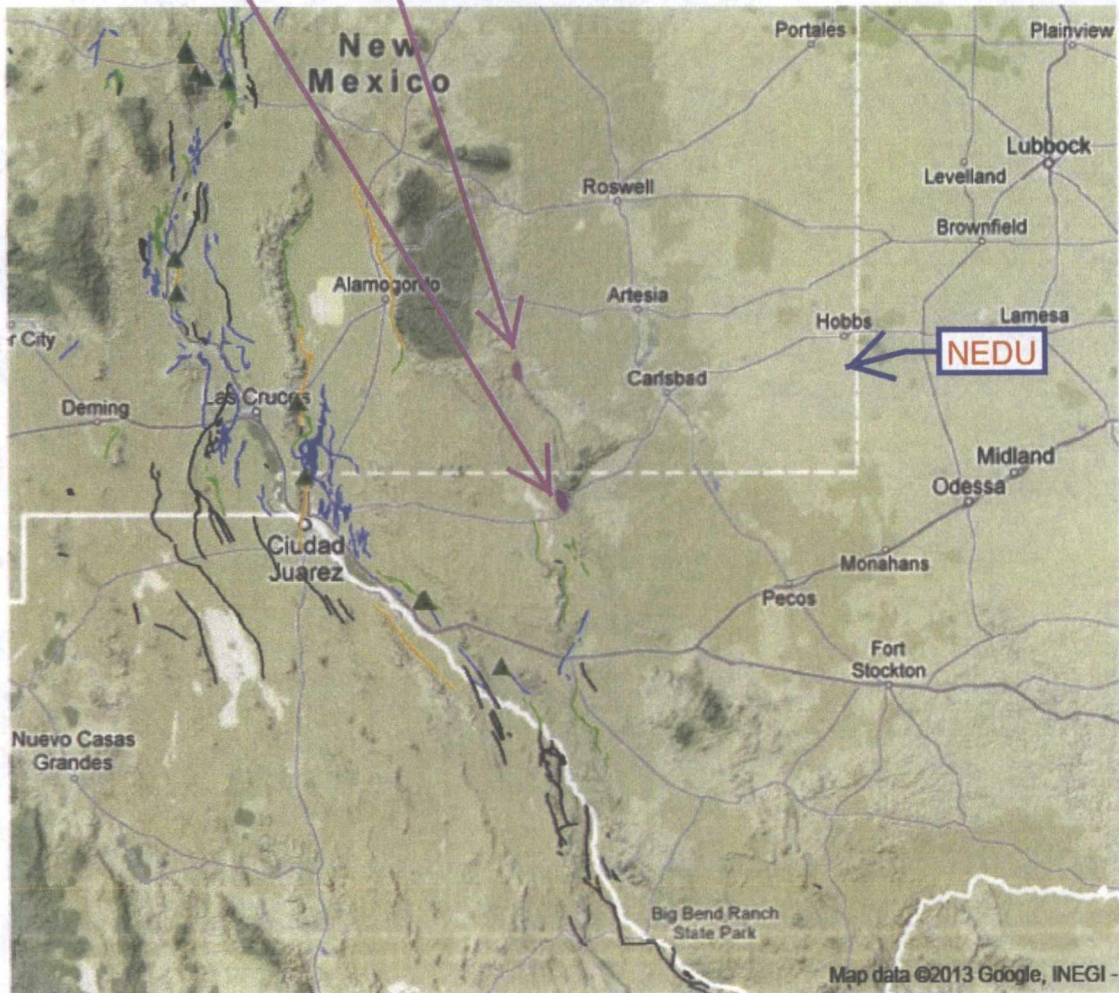 New
Mexico
Portales
Plainview
Lubbock
Levelland
Roswell
Brownfield
Alamogordo
Artesia
Hobbs
Lamesa
NEDU
r City
Carlsbad
Deming
Las Cruces
Midland
Odessa
Ciudad
Juarez
Monahans
Pecos
Fort
Stockton
Nuevo Casas
Grandes
Big Bend Ranch
State Park
Map data ©2013 Google, INEGI -